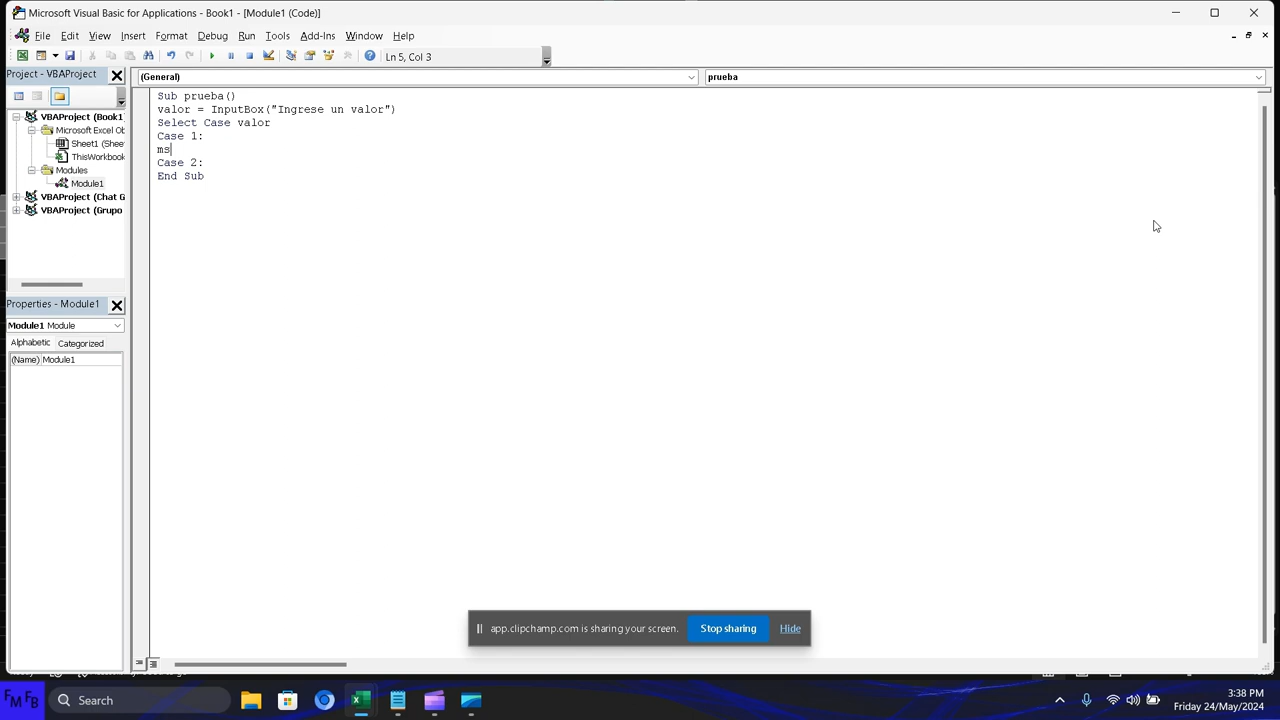 Microsoft Visual Basic for Applications - Book1 - [Module1 (Code)]
File Edit View Insert Format Debug Run Tools Add-Ins Window Help
Ln 5, Col 3
Project - VBAProject
(General)
prueba
VBAProject (Book1
Microsoft Excel Ob
Sheet1 (Shee
ThisWorkbook
Modules
Module1
VBAProject (Chat G
VBAProject (Grupo
Sub prueba()
valor = InputBox("Ingrese un valor")
Select Case valor
Case 1:
ms
Case 2:
End Sub
Properties - Module1
Module1 Module
Alphabetic Categorized
(Name) Module1
app.clipchamp.com is sharing your screen.
Stop sharing
Hide
FMFB
Search
3:38 PM
Friday 24/May/2024